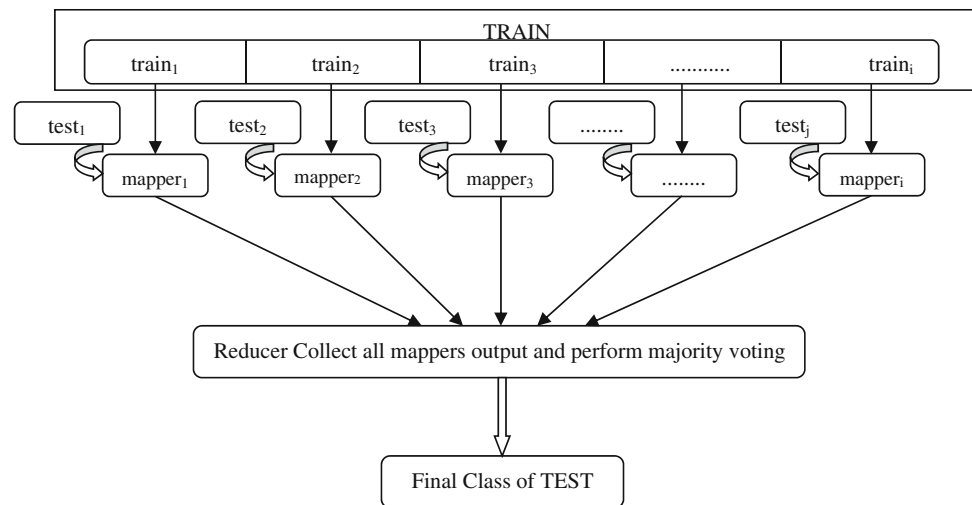 TRAIN
train₁ train₂ train₃ ........... trainᵢ
test₁ test₂ test₃ ........ testⱼ
mapper₁ mapper₂ mapper₃ ........ mapperᵢ
Reducer Collect all mappers output and perform majority voting
Final Class of TEST